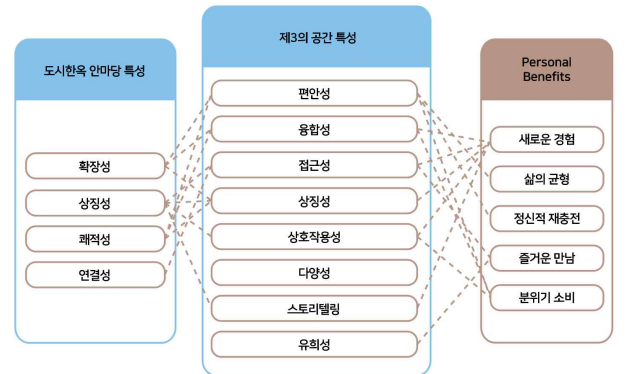 도시한옥 안마당 특성
확장성
상징성
쾌적성
연결성
제3의 공간 특성
편안성
융합성
접근성
상징성
상호작용성
다양성
스토리텔링
유희성
Personal
Benefits
새로운 경험
삶의 균형
정신적 재충전
즐거운 만남
분위기 소비